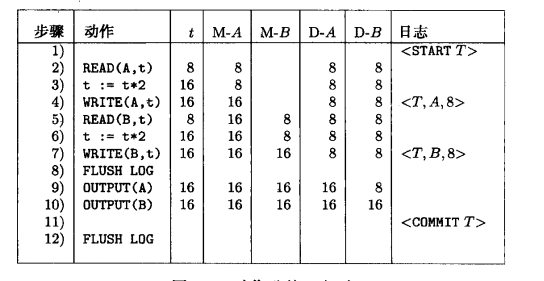 步骤 动作 t M-A M-B D-A D-B 日志
1) <START T>
2) READ(A,t) 8 8 8 8
3) t := t*2 16 8 8 8
4) WRITE(A,t) 16 16 8 8 <T, A, 8>
5) READ(B,t) 8 16 8 8 8
6) t := t*2 16 16 8 8 8
7) WRITE(B,t) 16 16 16 8 8 <T, B, 8>
8) FLUSH LOG
9) OUTPUT(A) 16 16 16 16 8
10) OUTPUT(B) 16 16 16 16 16
11) <COMMIT T>
12) FLUSH LOG